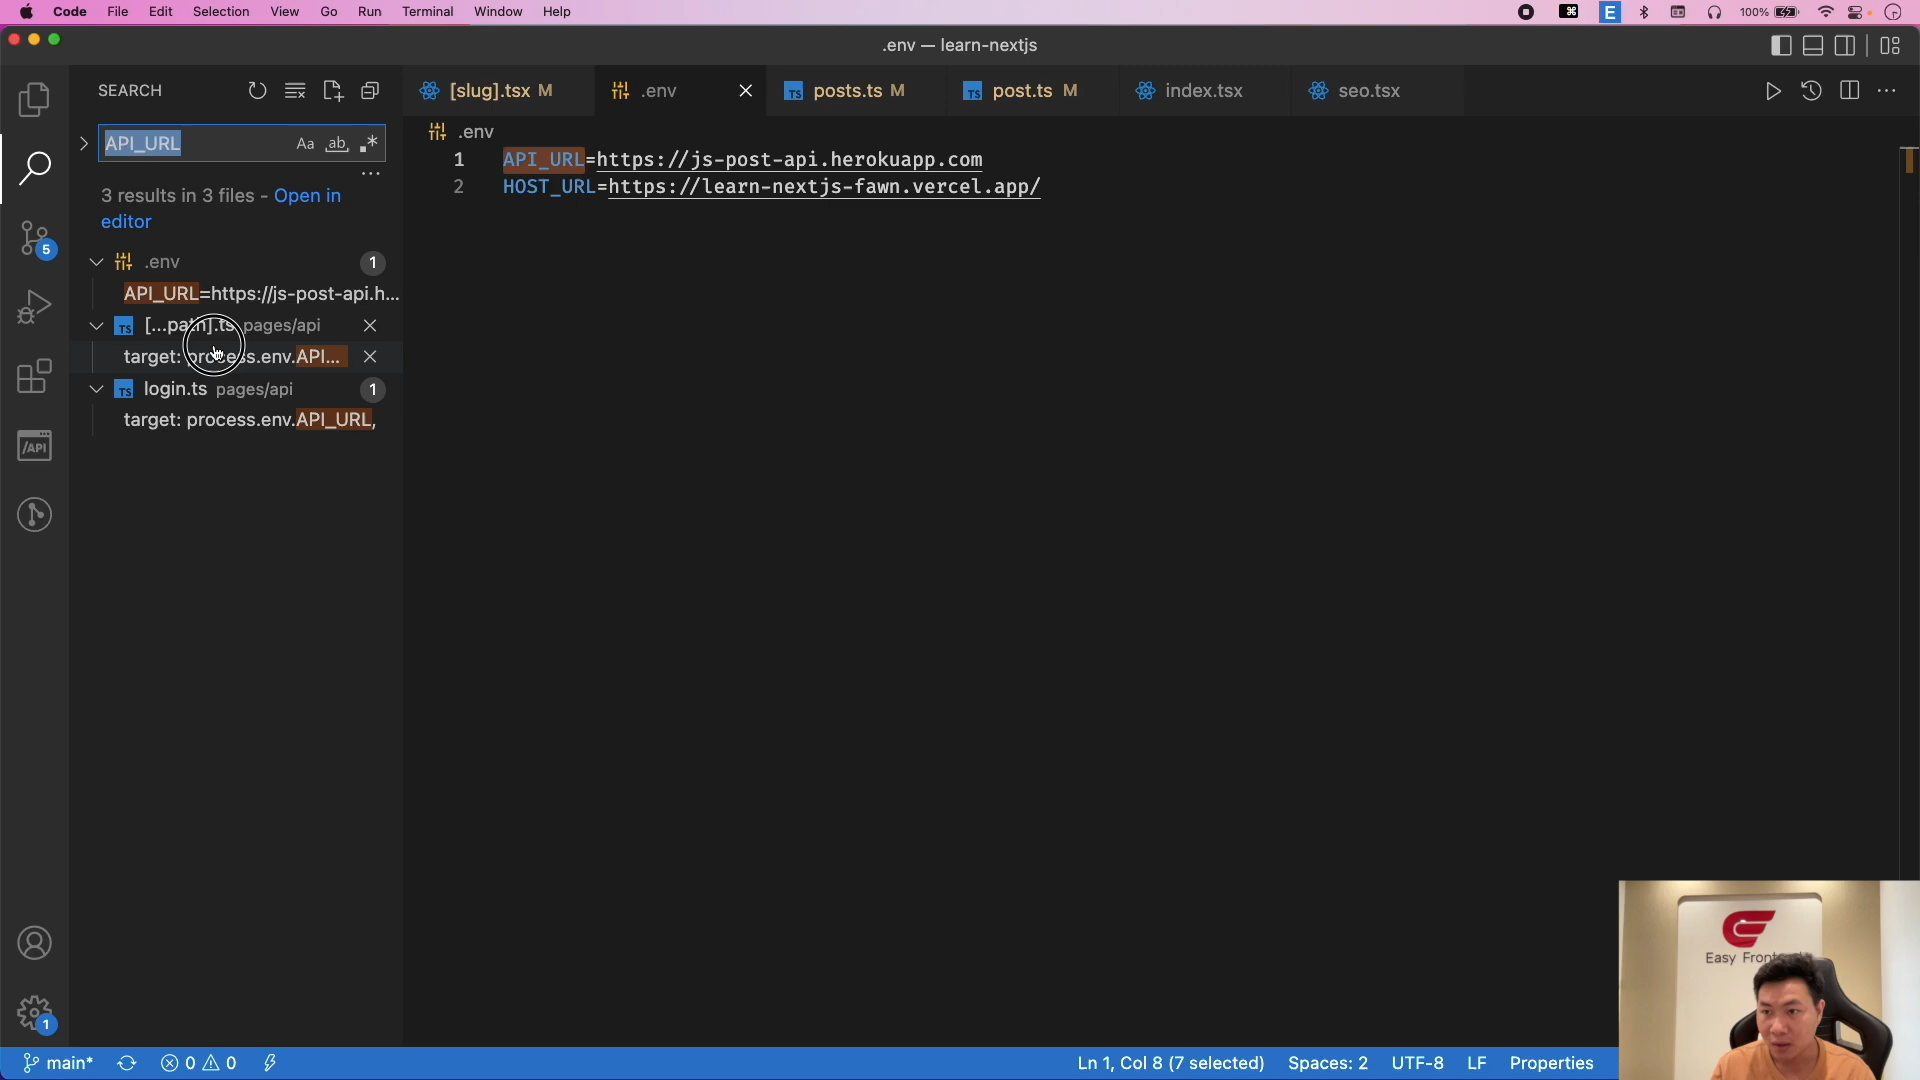 Code File Edit Selection View Go Run Terminal Window Help
E 100%
.env — learn-nextjs
SEARCH
[slug].tsx M .env posts.ts M post.ts M index.tsx seo.tsx
API_URL Aa ab
.env
1 API_URL=https://js-post-api.herokuapp.com
2 HOST_URL=https://learn-nextjs-fawn.vercel.app/
3 results in 3 files - Open in
editor
.env 1
API_URL=https://js-post-api.h...
TS [...path].ts pages/api
target: process.env.API...
TS login.ts pages/api 1
target: process.env.API_URL,
5
/API
1
main* 0 0 Ln 1, Col 8 (7 selected) Spaces: 2 UTF-8 LF Properties